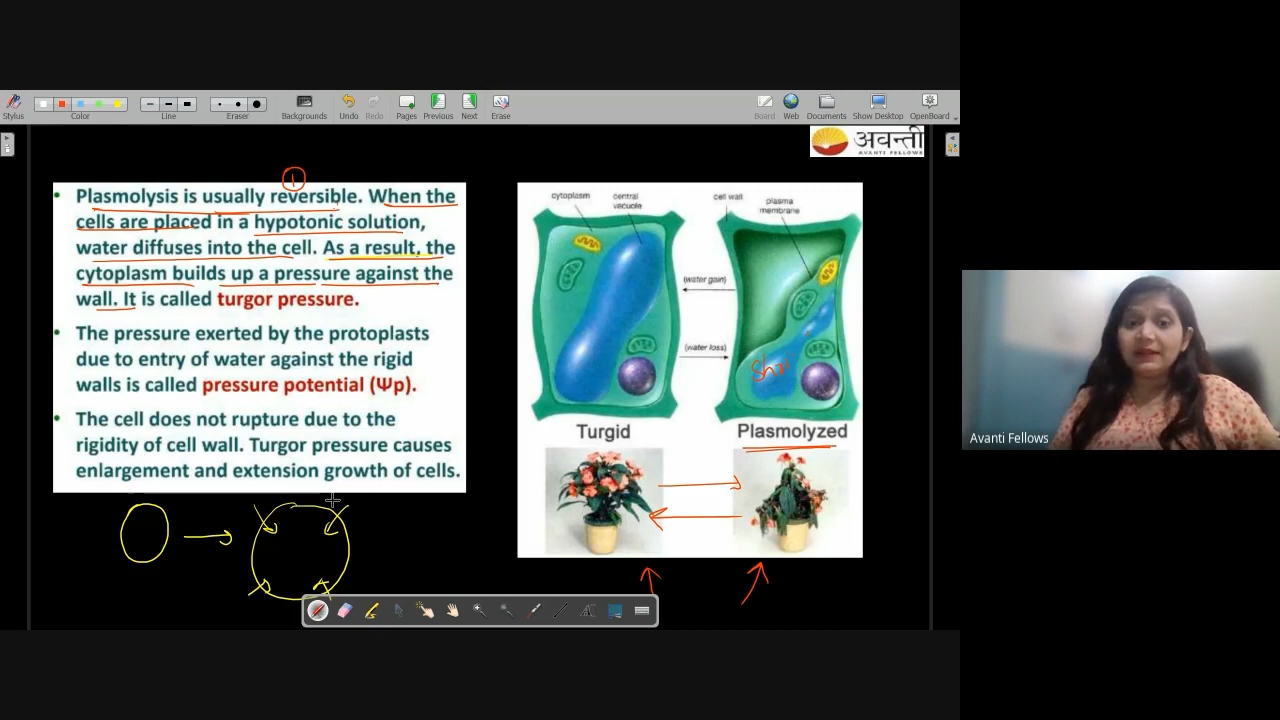 Stylus
Color
Line
Eraser
Backgrounds
Undo
Redo
Pages
Previous
Next
Erase
Board
Web
Documents
Show Desktop
OpenBoard
अवन्ती
AVANTI FELLOWS
1
• Plasmolysis is usually reversible. When the
cells are placed in a hypotonic solution,
water diffuses into the cell. As a result, the
cytoplasm builds up a pressure against the
wall. It is called turgor pressure.
• The pressure exerted by the protoplasts
due to entry of water against the rigid
walls is called pressure potential (Ψp).
• The cell does not rupture due to the
rigidity of cell wall. Turgor pressure causes
enlargement and extension growth of cells.
cytoplasm
central
vacuole
cell wall
plasma
membrane
(water gain)
(water loss)
Turgid
Plasmolyzed
Avanti Fellows